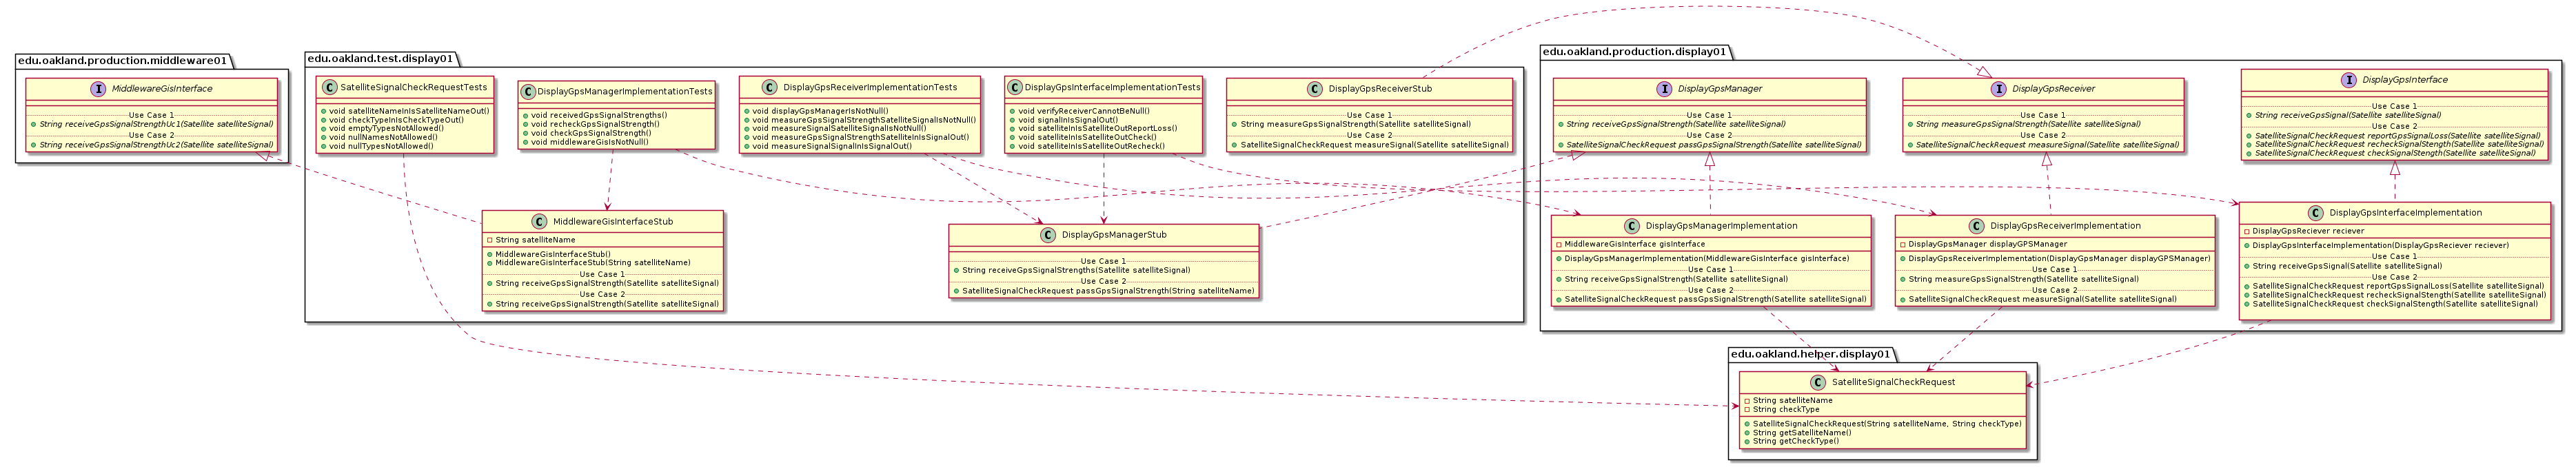 edu.oakland.production.middleware01
I MiddlewareGisInterface
Use Case 1
String receiveGpsSignalStrengthUc1(Satellite satelliteSignal)
Use Case 2
String receiveGpsSignalStrengthUc2(Satellite satelliteSignal)
edu.oakland.test.display01
C SatelliteSignalCheckRequestTests
void satelliteNameInIsSatelliteNameOut()
void checkTypeInIsCheckTypeOut()
void emptyTypesNotAllowed()
void nullNamesNotAllowed()
void nullTypesNotAllowed()
C DisplayGpsManagerImplementationTests
void receivedGpsSignalStrengths()
void recheckGpsSignalStrength()
void checkGpsSignalStrength()
void middlewareGisIsNotNull()
C DisplayGpsReceiverImplementationTests
void displayGpsManagerIsNotNull()
void measureGpsSignalStrengthSatelliteSignalIsNotNull()
void measureSignalSatelliteSignalIsNotNull()
void measureGpsSignalStrengthSatelliteInIsSignalOut()
void measureSignalSignalInIsSignalOut()
C DisplayGpsInterfaceImplementationTests
void verifyReceiverCannotBeNull()
void signalInIsSignalOut()
void satelliteInIsSatelliteOutReportLoss()
void satelliteInIsSatelliteOutCheck()
void satelliteInIsSatelliteOutRecheck()
C DisplayGpsReceiverStub
Use Case 1
String measureGpsSignalStrength(Satellite satelliteSignal)
Use Case 2
SatelliteSignalCheckRequest measureSignal(Satellite satelliteSignal)
C MiddlewareGisInterfaceStub
String satelliteName
MiddlewareGisInterfaceStub()
MiddlewareGisInterfaceStub(String satelliteName)
Use Case 1
String receiveGpsSignalStrength(Satellite satelliteSignal)
Use Case 2
String receiveGpsSignalStrength(Satellite satelliteSignal)
C DisplayGpsManagerStub
Use Case 1
String receiveGpsSignalStrengths(Satellite satelliteSignal)
Use Case 2
SatelliteSignalCheckRequest passGpsSignalStrength(String satelliteName)
edu.oakland.production.display01
I DisplayGpsManager
Use Case 1
String receiveGpsSignalStrength(Satellite satelliteSignal)
Use Case 2
SatelliteSignalCheckRequest passGpsSignalStrength(Satellite satelliteSignal)
I DisplayGpsReceiver
Use Case 1
String measureGpsSignalStrength(Satellite satelliteSignal)
Use Case 2
SatelliteSignalCheckRequest measureSignal(Satellite satelliteSignal)
I DisplayGpsInterface
Use Case 1
String receiveGpsSignal(Satellite satelliteSignal)
Use Case 2
SatelliteSignalCheckRequest reportGpsSignalLoss(Satellite satelliteSignal)
SatelliteSignalCheckRequest recheckSignalStength(Satellite satelliteSignal)
SatelliteSignalCheckRequest checkSignalStength(Satellite satelliteSignal)
C DisplayGpsManagerImplementation
MiddlewareGisInterface gisInterface
DisplayGpsManagerImplementation(MiddlewareGisInterface gisInterface)
Use Case 1
String receiveGpsSignalStrength(Satellite satelliteSignal)
Use Case 2
SatelliteSignalCheckRequest passGpsSignalStrength(Satellite satelliteSignal)
C DisplayGpsReceiverImplementation
DisplayGpsManager displayGPSManager
DisplayGpsReceiverImplementation(DisplayGpsManager displayGPSManager)
Use Case 1
String measureGpsSignalStrength(Satellite satelliteSignal)
Use Case 2
SatelliteSignalCheckRequest measureSignal(Satellite satelliteSignal)
C DisplayGpsInterfaceImplementation
DisplayGpsReciever reciever
DisplayGpsInterfaceImplementation(DisplayGpsReciever reciever)
Use Case 1
String receiveGpsSignal(Satellite satelliteSignal)
Use Case 2
SatelliteSignalCheckRequest reportGpsSignalLoss(Satellite satelliteSignal)
SatelliteSignalCheckRequest recheckSignalStength(Satellite satelliteSignal)
SatelliteSignalCheckRequest checkSignalStength(Satellite satelliteSignal)
edu.oakland.helper.display01
C SatelliteSignalCheckRequest
String satelliteName
String checkType
SatelliteSignalCheckRequest(String satelliteName, String checkType)
String getSatelliteName()
String getCheckType()